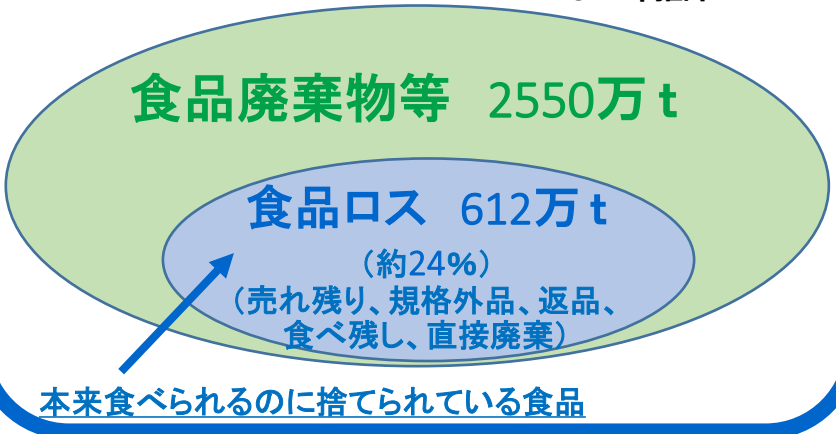 食品廃棄物等 2550万t
食品ロス 612万t
（約24%）
（売れ残り、規格外品、返品、
食べ残し、直接廃棄）
本来食べられるのに捨てられている食品